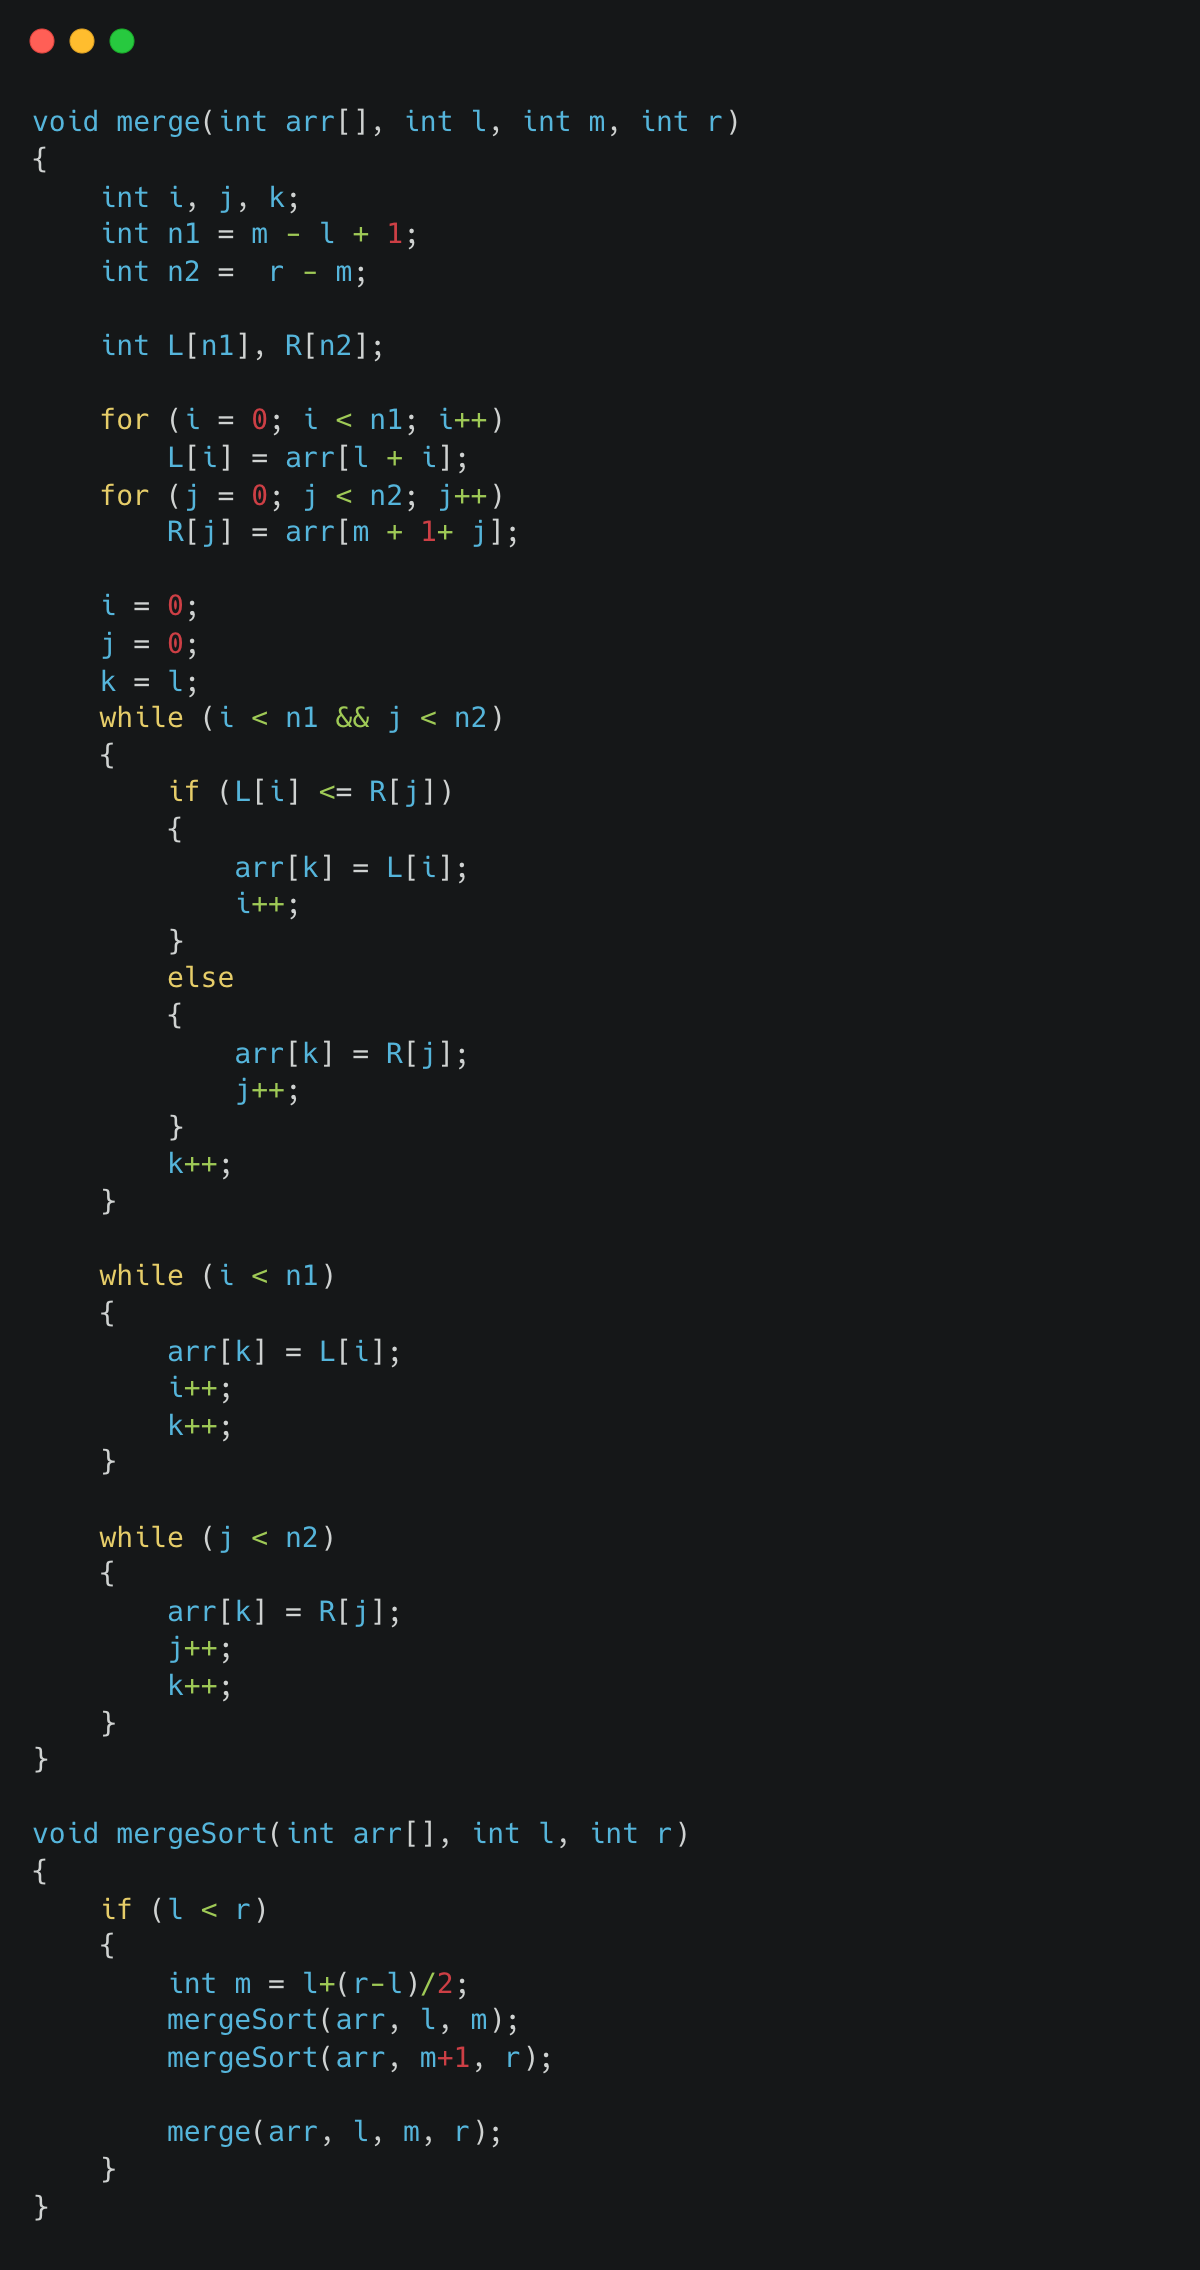 void merge(int arr[], int l, int m, int r)
{
    int i, j, k;
    int n1 = m - l + 1;
    int n2 =  r - m;

    int L[n1], R[n2];

    for (i = 0; i < n1; i++)
        L[i] = arr[l + i];
    for (j = 0; j < n2; j++)
        R[j] = arr[m + 1+ j];

    i = 0;
    j = 0;
    k = l;
    while (i < n1 && j < n2)
    {
        if (L[i] <= R[j])
        {
            arr[k] = L[i];
            i++;
        }
        else
        {
            arr[k] = R[j];
            j++;
        }
        k++;
    }

    while (i < n1)
    {
        arr[k] = L[i];
        i++;
        k++;
    }

    while (j < n2)
    {
        arr[k] = R[j];
        j++;
        k++;
    }
}

void mergeSort(int arr[], int l, int r)
{
    if (l < r)
    {
        int m = l+(r-l)/2;
        mergeSort(arr, l, m);
        mergeSort(arr, m+1, r);

        merge(arr, l, m, r);
    }
}